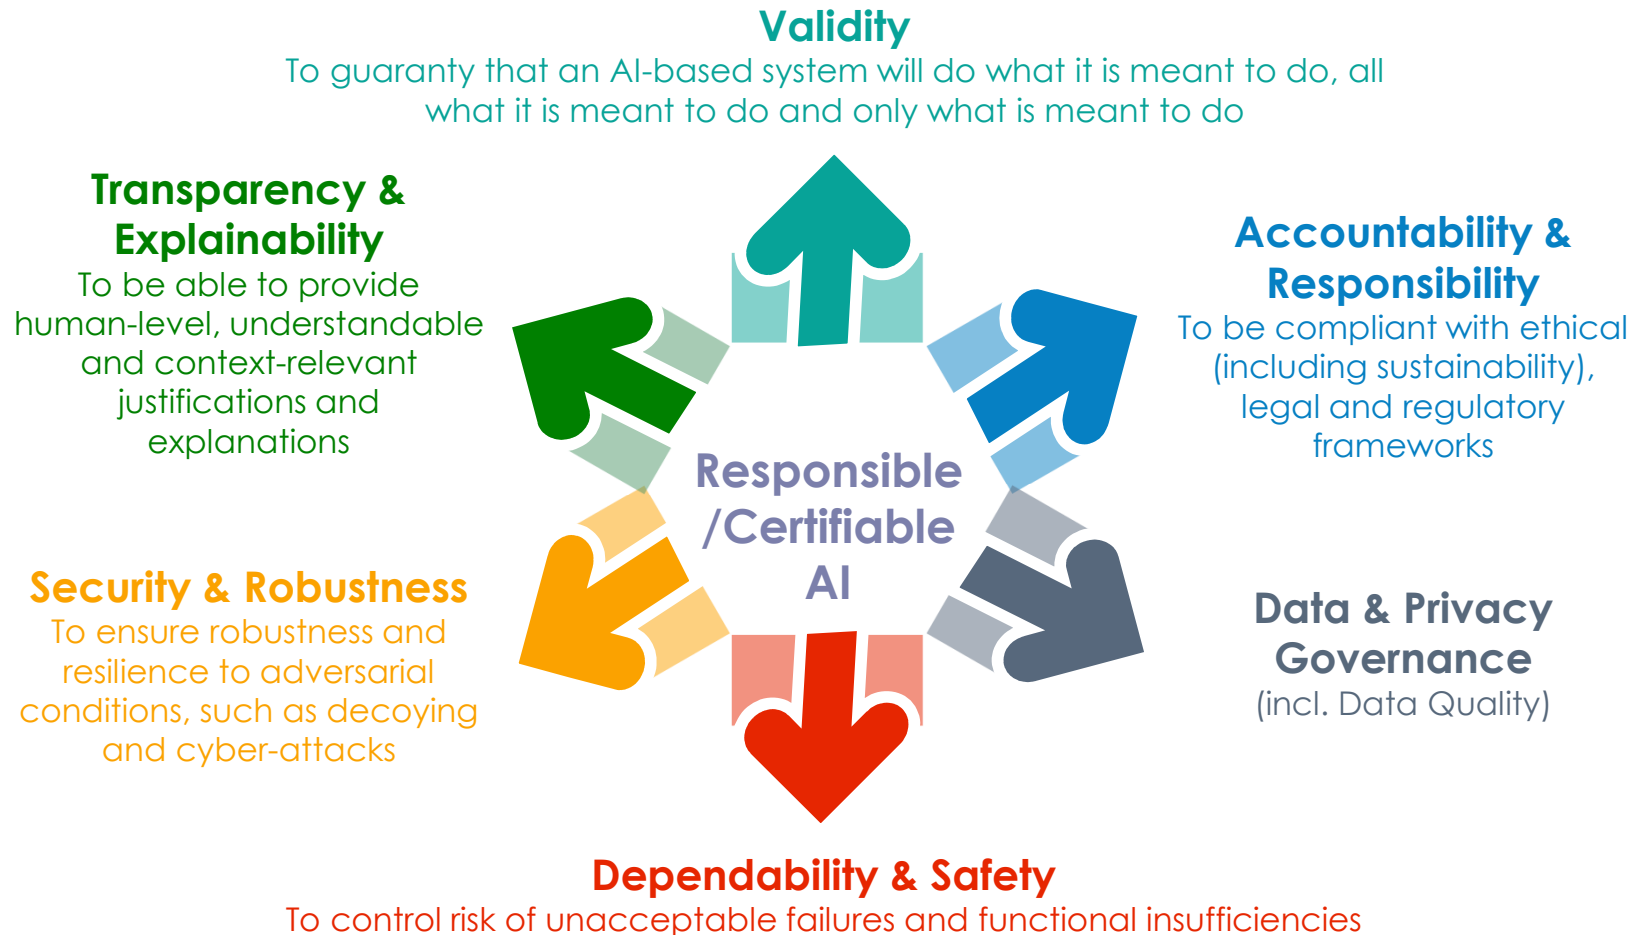 Validity
To guaranty that an AI-based system will do what it is meant to do, all
what it is meant to do and only what is meant to do
Transparency &
Explainability
To be able to provide
human-level, understandable
and context-relevant
justifications and
explanations
Accountability &
Responsibility
To be compliant with ethical
(including sustainability),
legal and regulatory
frameworks
Responsible
/Certifiable
AI
Security & Robustness
To ensure robustness and
resilience to adversarial
conditions, such as decoying
and cyber-attacks
Data & Privacy
Governance
(incl. Data Quality)
Dependability & Safety
To control risk of unacceptable failures and functional insufficiencies